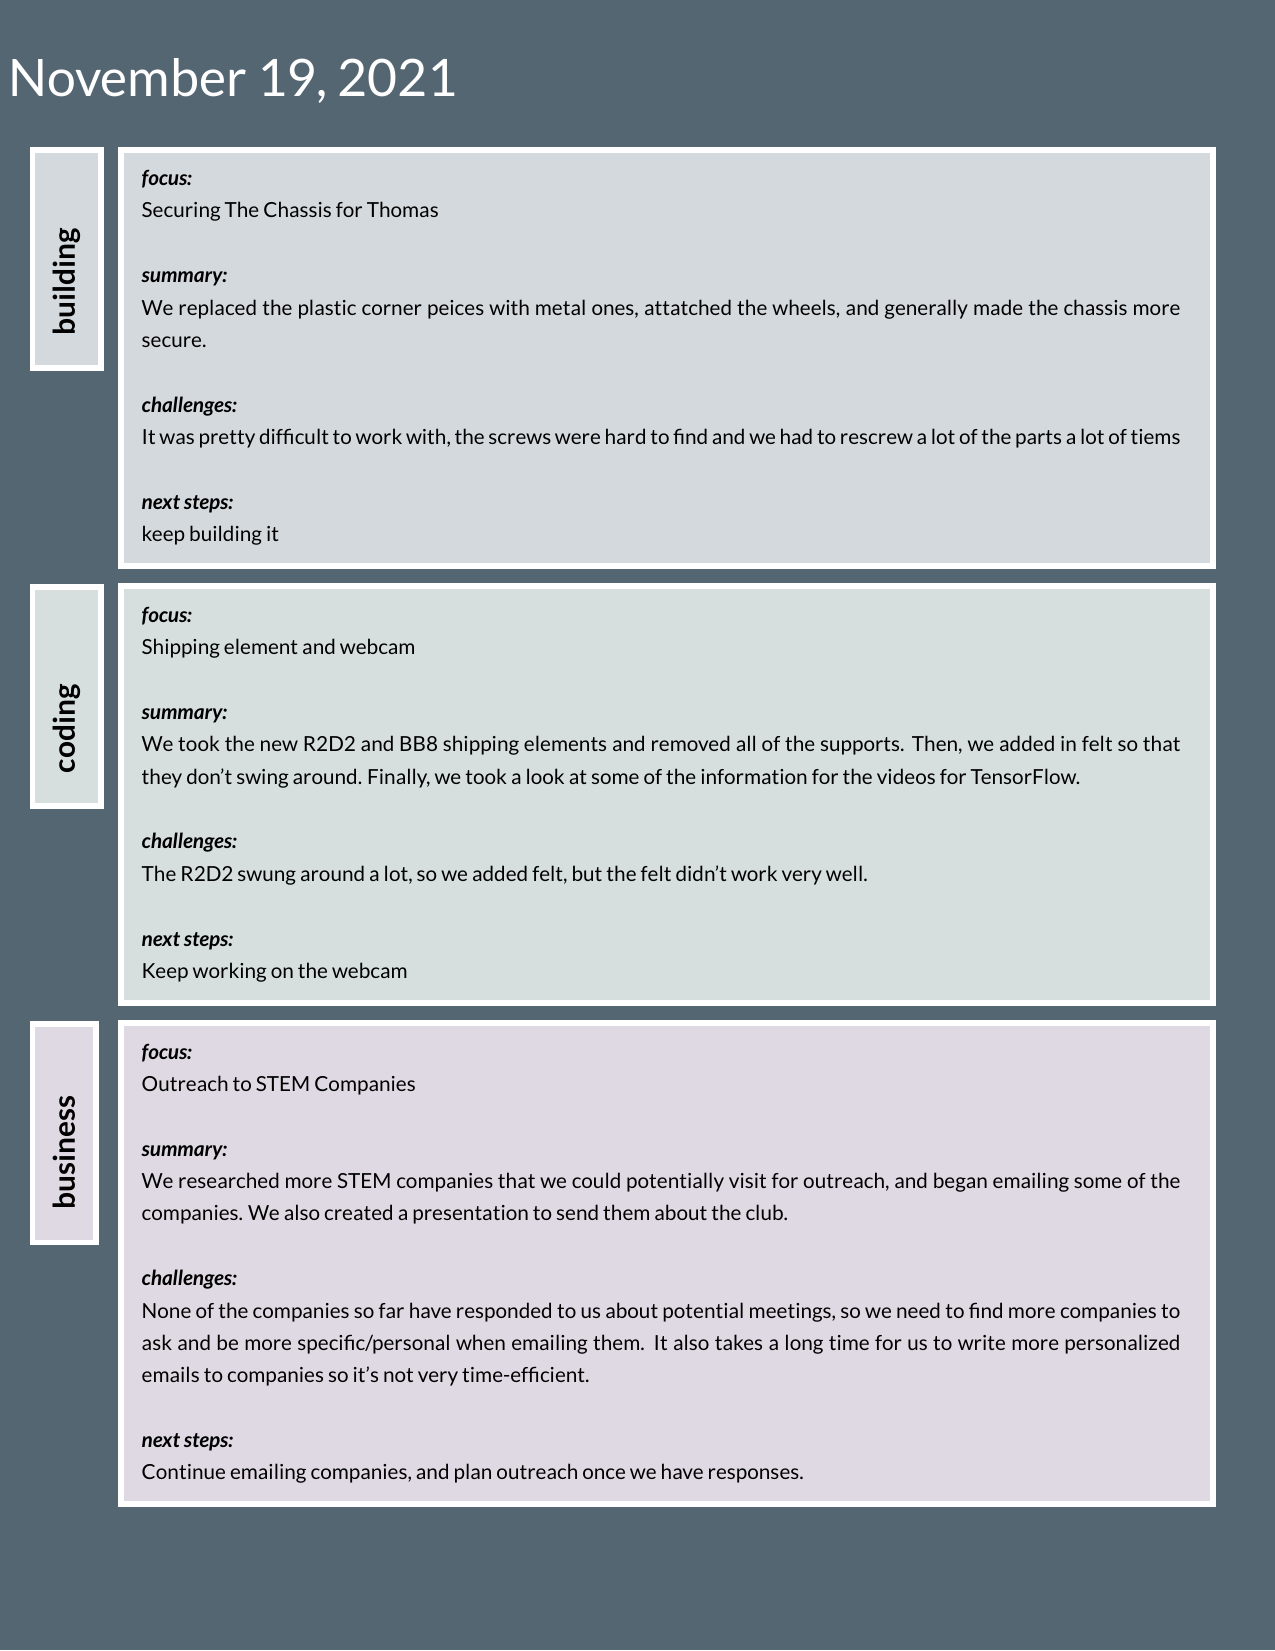 November 19, 2021
building
focus:
Securing The Chassis for Thomas
summary:
We replaced the plastic corner peices with metal ones, attatched the wheels, and generally made the chassis more
secure.
challenges:
It was pretty difficult to work with, the screws were hard to find and we had to rescrew a lot of the parts a lot of tiems
next steps:
keep building it
coding
focus:
Shipping element and webcam
summary:
We took the new R2D2 and BB8 shipping elements and removed all of the supports. Then, we added in felt so that
they don’t swing around. Finally, we took a look at some of the information for the videos for TensorFlow.
challenges:
The R2D2 swung around a lot, so we added felt, but the felt didn’t work very well.
next steps:
Keep working on the webcam
business
focus:
Outreach to STEM Companies
summary:
We researched more STEM companies that we could potentially visit for outreach, and began emailing some of the
companies. We also created a presentation to send them about the club.
challenges:
None of the companies so far have responded to us about potential meetings, so we need to find more companies to
ask and be more specific/personal when emailing them. It also takes a long time for us to write more personalized
emails to companies so it’s not very time-efficient.
next steps:
Continue emailing companies, and plan outreach once we have responses.